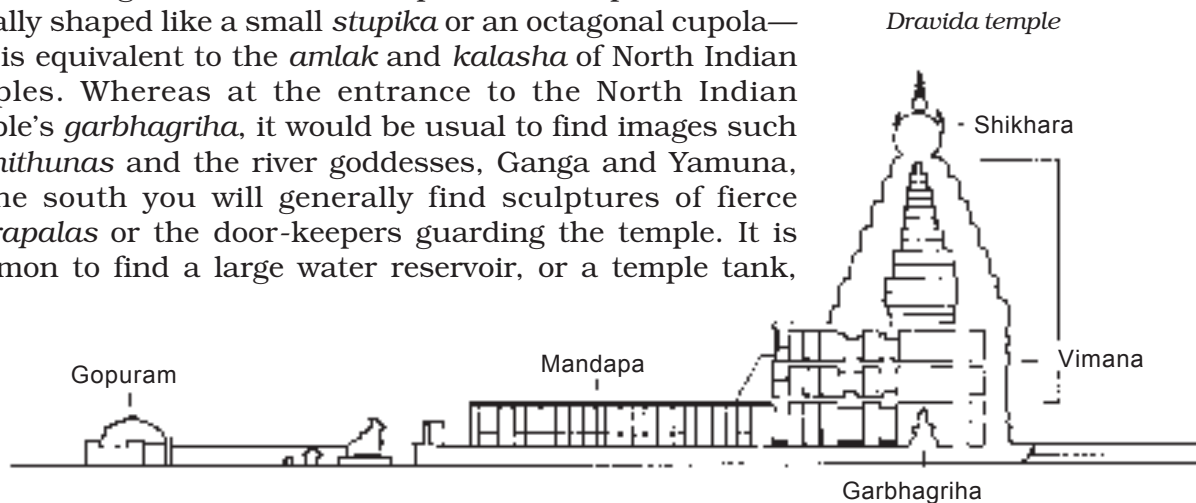 ally shaped like a small stupika or an octagonal cupola—
is equivalent to the amlak and kalasha of North Indian
ples. Whereas at the entrance to the North Indian
ple's garbhagriha, it would be usual to find images such
ithunas and the river goddesses, Ganga and Yamuna,
he south you will generally find sculptures of fierce
rapalas or the door-keepers guarding the temple. It is
mon to find a large water reservoir, or a temple tank,
Dravida temple
Shikhara
Vimana
Mandapa
Gopuram
Garbhagriha